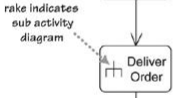 rake indicates
sub activity
diagram
Deliver
Order